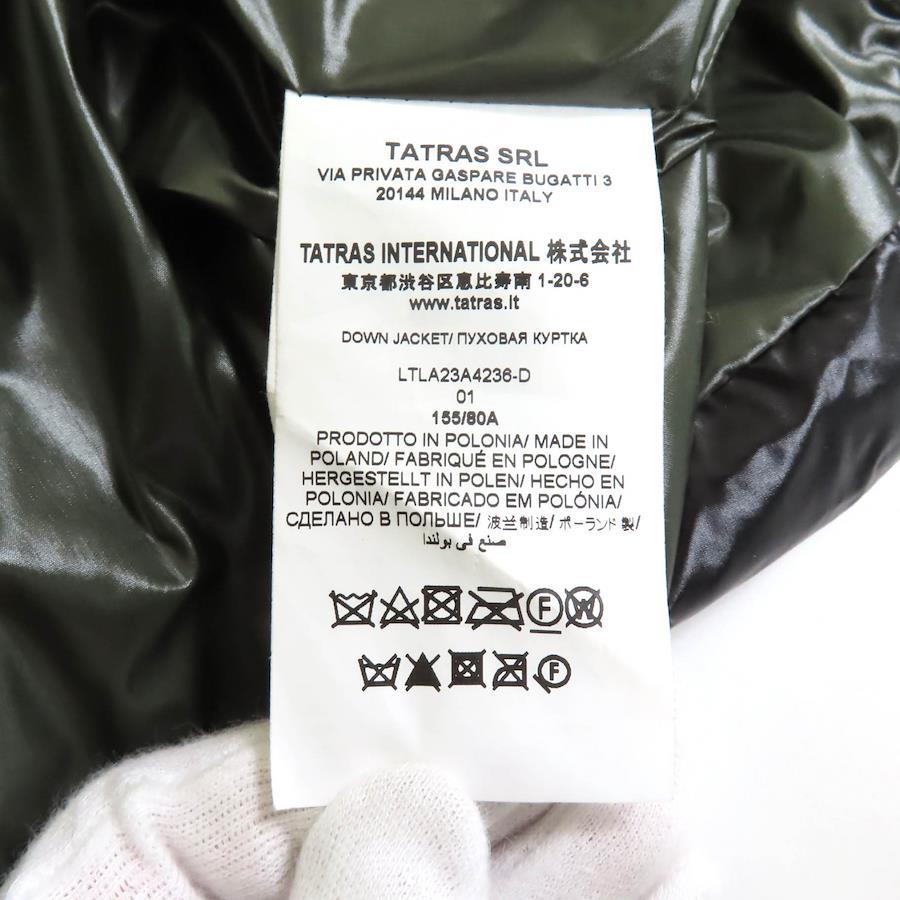 TATRAS SRL
VIA PRIVATA GASPARE BUGATTI 3
20144 MILANO ITALY
TATRAS INTERNATIONAL 株式会社
東京都渋谷区恵比寿南 1-20-6
www.tatras.it
DOWN JACKET/ ПУХОВАЯ КУРТКА
LTLA23A4236-D
01
155/80A
PRODOTTO IN POLONIA/ MADE IN
POLAND/ FABRIQUÉ EN POLOGNE/
HERGESTELLT IN POLEN/ HECHO EN
POLONIA/ FABRICADO EM POLÓNIA/
СДЕЛАНО В ПОЛЬШЕ/ 波兰制造/ ポーランド製/
صنع في بولندا
F W
F